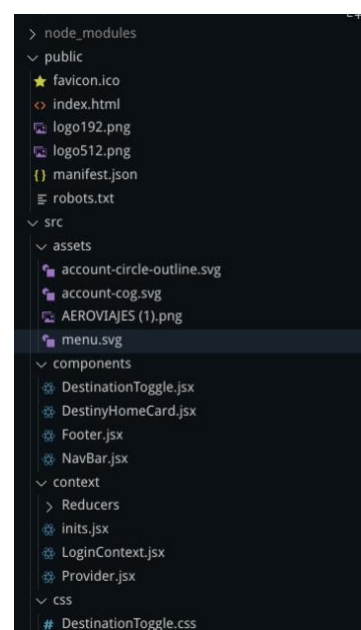 node_modules
public
favicon.ico
index.html
logo192.png
logo512.png
manifest.json
robots.txt
src
assets
account-circle-outline.svg
account-cog.svg
AEROVIAJES (1).png
menu.svg
components
DestinationToggle.jsx
DestinyHomeCard.jsx
Footer.jsx
NavBar.jsx
context
Reducers
inits.jsx
LoginContext.jsx
Provider.jsx
css
DestinationToggle.css